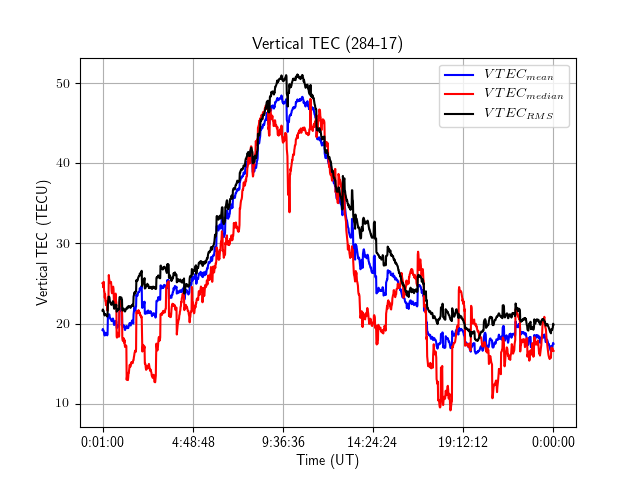 Vertical TEC (284-17)
VTEC_mean
VTEC_median
VTEC_RMS
Vertical TEC (TECU)
50
40
30
20
10
0:01:00 4:48:48 9:36:36 14:24:24 19:12:12 0:00:00
Time (UT)